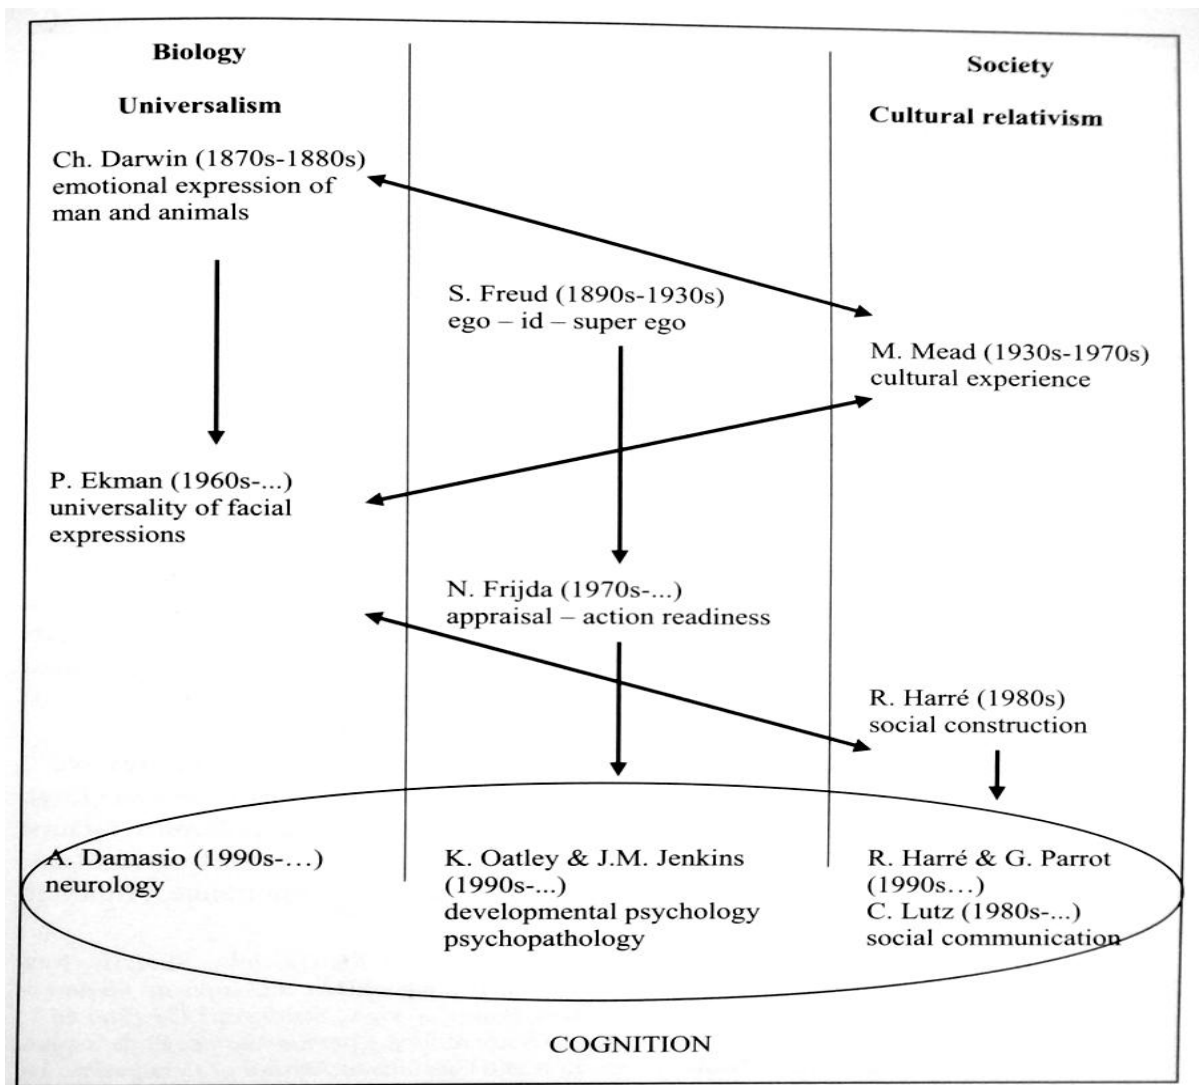 Biology
Universalism
Ch. Darwin (1870s-1880s)
emotional expression of
man and animals
P. Ekman (1960s-...)
universality of facial
expressions
A. Damasio (1990s-…)
neurology
S. Freud (1890s-1930s)
ego – id – super ego
N. Frijda (1970s-...)
appraisal – action readiness
K. Oatley & J.M. Jenkins
(1990s-...)
developmental psychology
psychopathology
Society
Cultural relativism
M. Mead (1930s-1970s)
cultural experience
R. Harré (1980s)
social construction
R. Harré & G. Parrot
(1990s…)
C. Lutz (1980s-...)
social communication
COGNITION